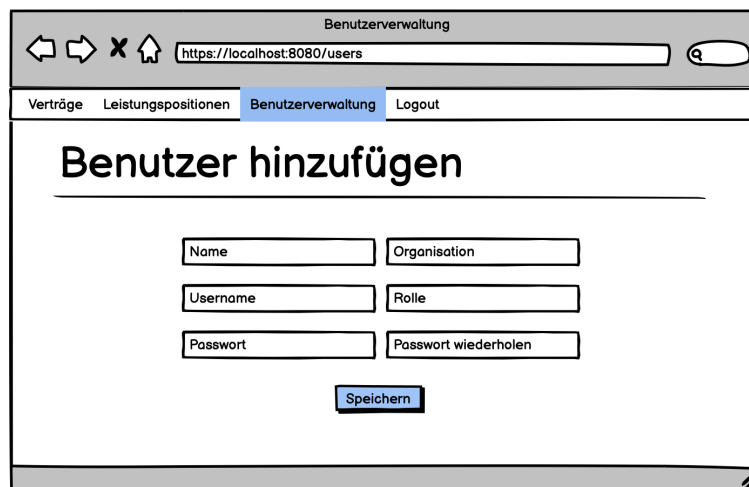 Benutzerverwaltung
https://localhost:8080/users
Verträge Leistungspositionen Benutzerverwaltung Logout
Benutzer hinzufügen
Name Organisation
Username Rolle
Passwort Passwort wiederholen
Speichern